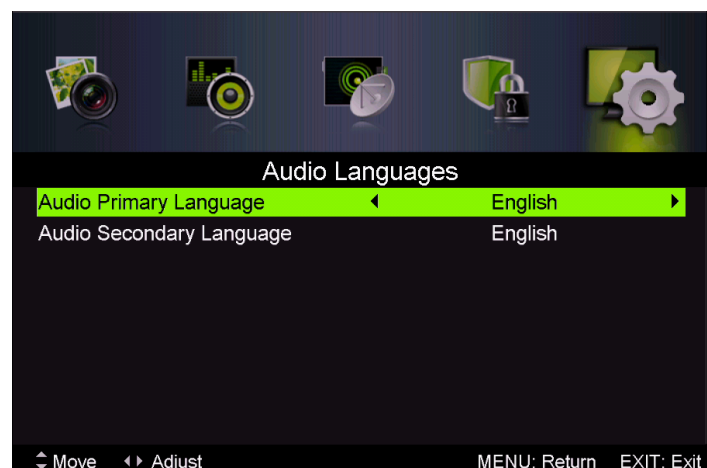 Audio Languages
Audio Primary Language English
Audio Secondary Language English
Move Adjust MENU: Return EXIT: Exit